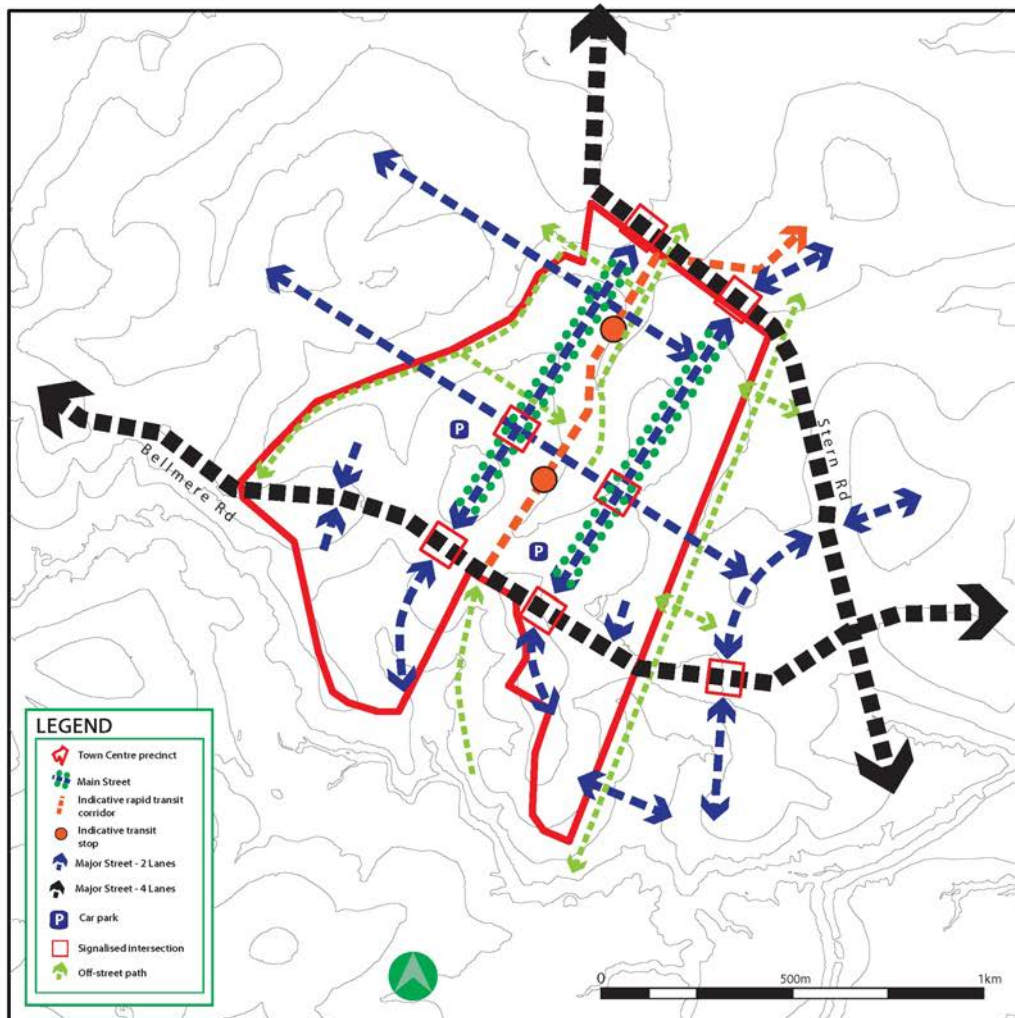 P
Bellmere Rd
Stern Rd
P
LEGEND
Town Centre precinct
Main Street
Indicative rapid transit
corridor
Indicative transit
stop
Major Street - 2 Lanes
Major Street - 4 Lanes
P
Car park
Signalised intersection
Off-street path
0 500m 1km